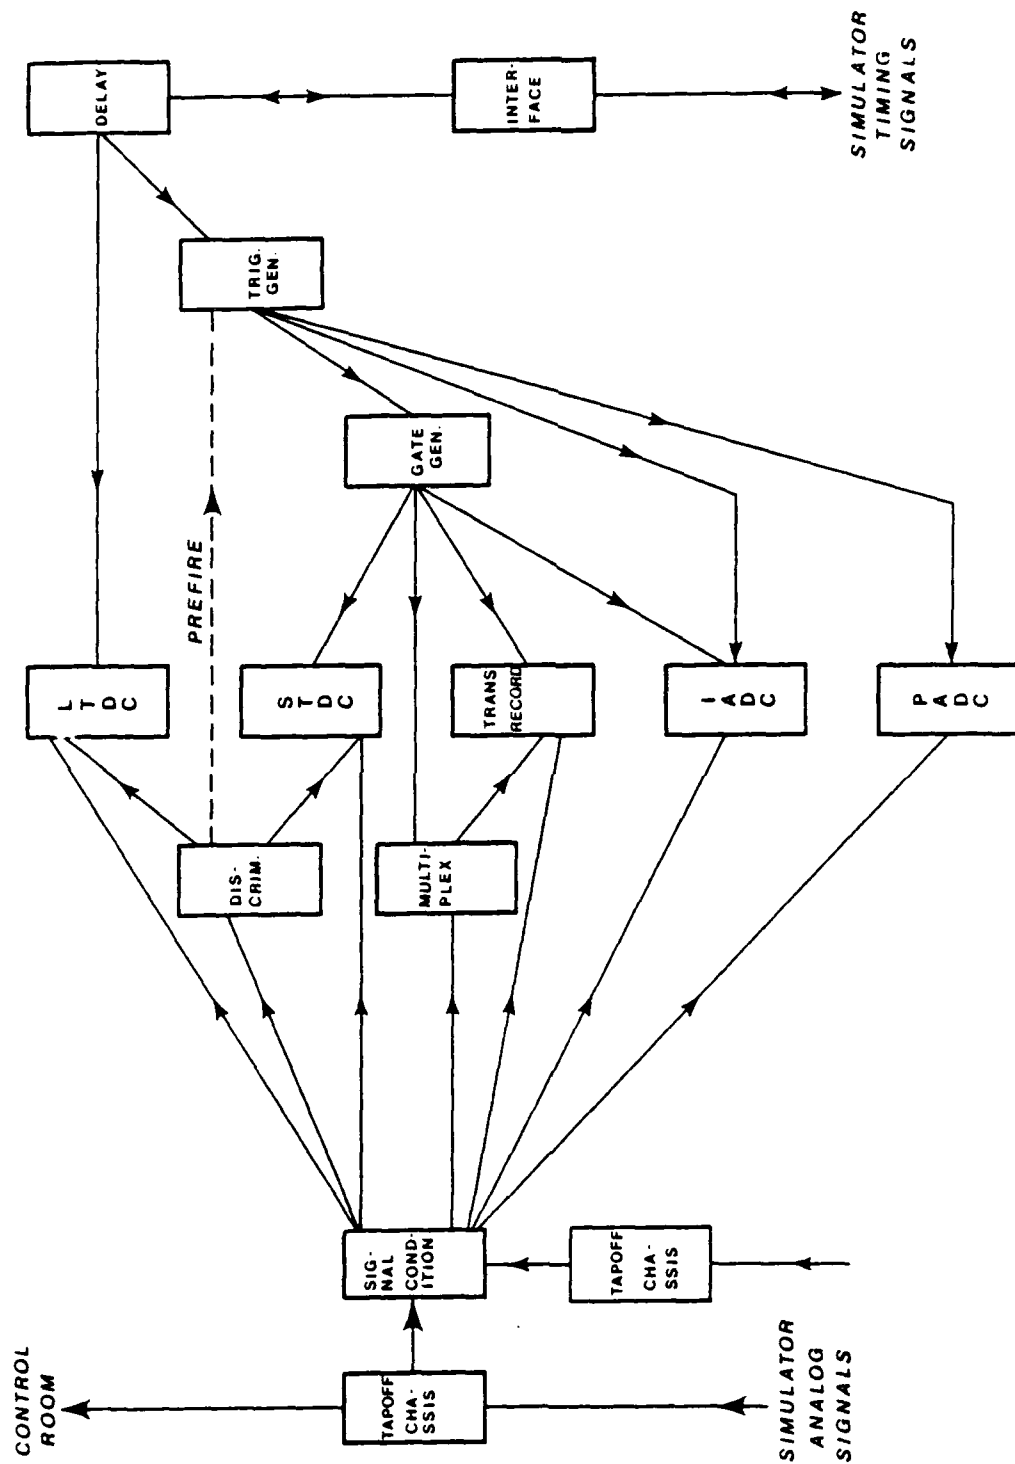 CONTROL
ROOM
TAPOFF
CHA-
SSIS
SIMULATOR
ANALOG
SIGNALS
SIG-
NAL
COND-
ITION
TAPOFF
CHA-
SSIS
DIS-
CRIM.
MULTI-
PLEX
L
T
D
C
S
T
D
C
TRANS
RECORD
I
A
D
C
P
A
D
C
PREFIRE
GATE
GEN.
TRIG.
GEN.
DELAY
INTER-
FACE
SIMULATOR
TIMING
SIGNALS